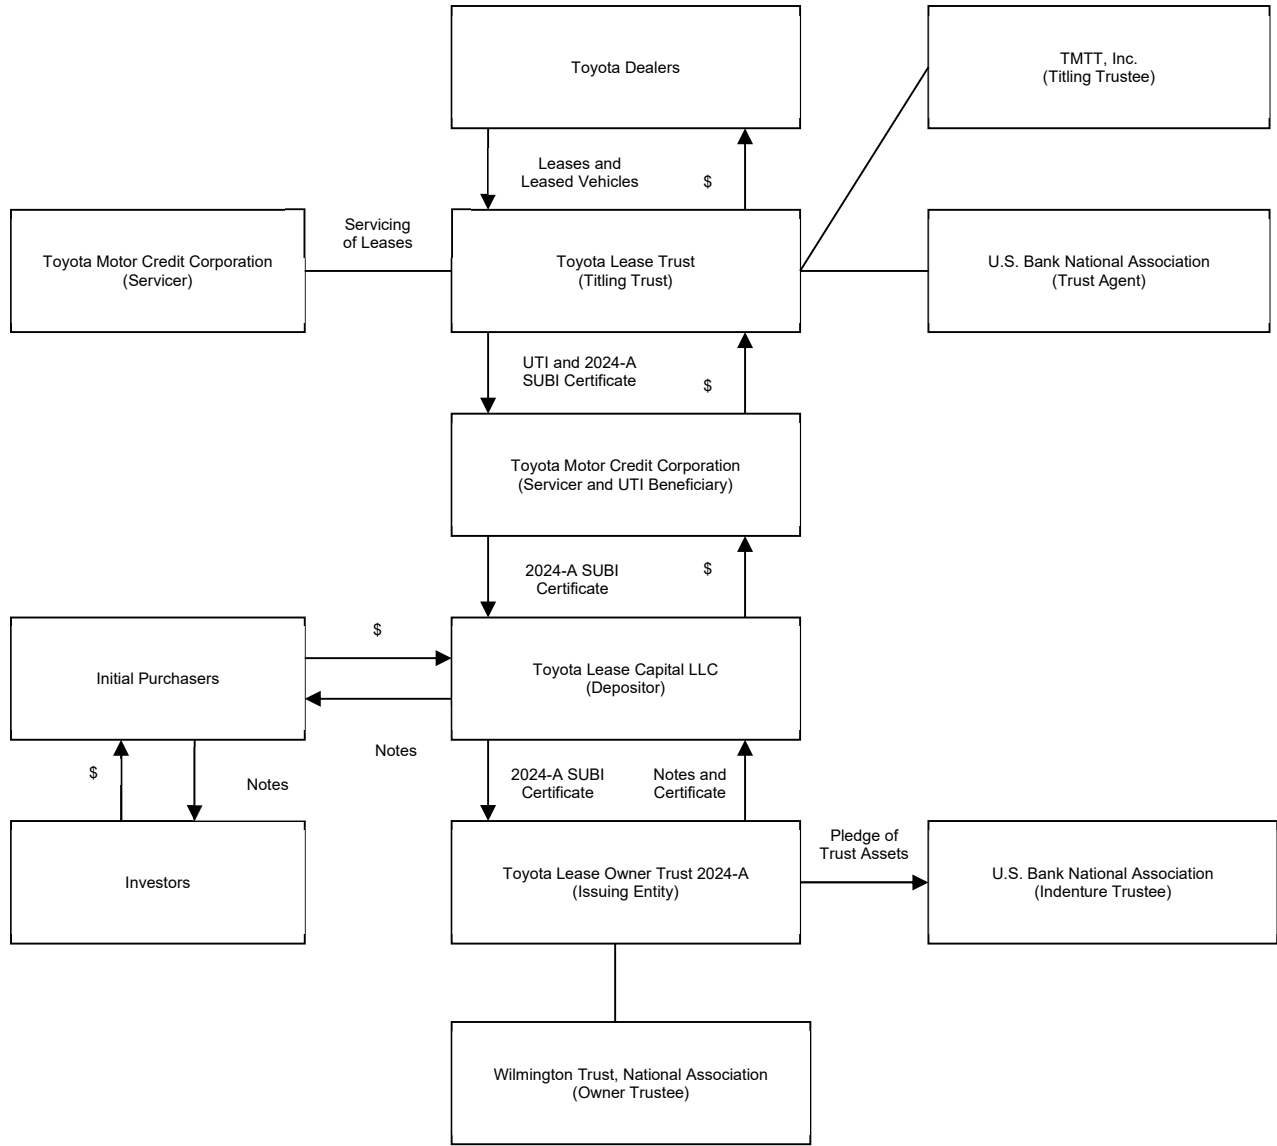 Toyota Dealers
TMTT, Inc.
(Titling Trustee)
Leases and
Leased Vehicles
$
Toyota Motor Credit Corporation
(Servicer)
Servicing
of Leases
Toyota Lease Trust
(Titling Trust)
U.S. Bank National Association
(Trust Agent)
UTI and 2024-A
SUBI Certificate
$
Toyota Motor Credit Corporation
(Servicer and UTI Beneficiary)
2024-A SUBI
Certificate
$
Initial Purchasers
$
Notes
Toyota Lease Capital LLC
(Depositor)
$
Notes
2024-A SUBI
Certificate
Notes and
Certificate
Investors
Toyota Lease Owner Trust 2024-A
(Issuing Entity)
Pledge of
Trust Assets
U.S. Bank National Association
(Indenture Trustee)
Wilmington Trust, National Association
(Owner Trustee)